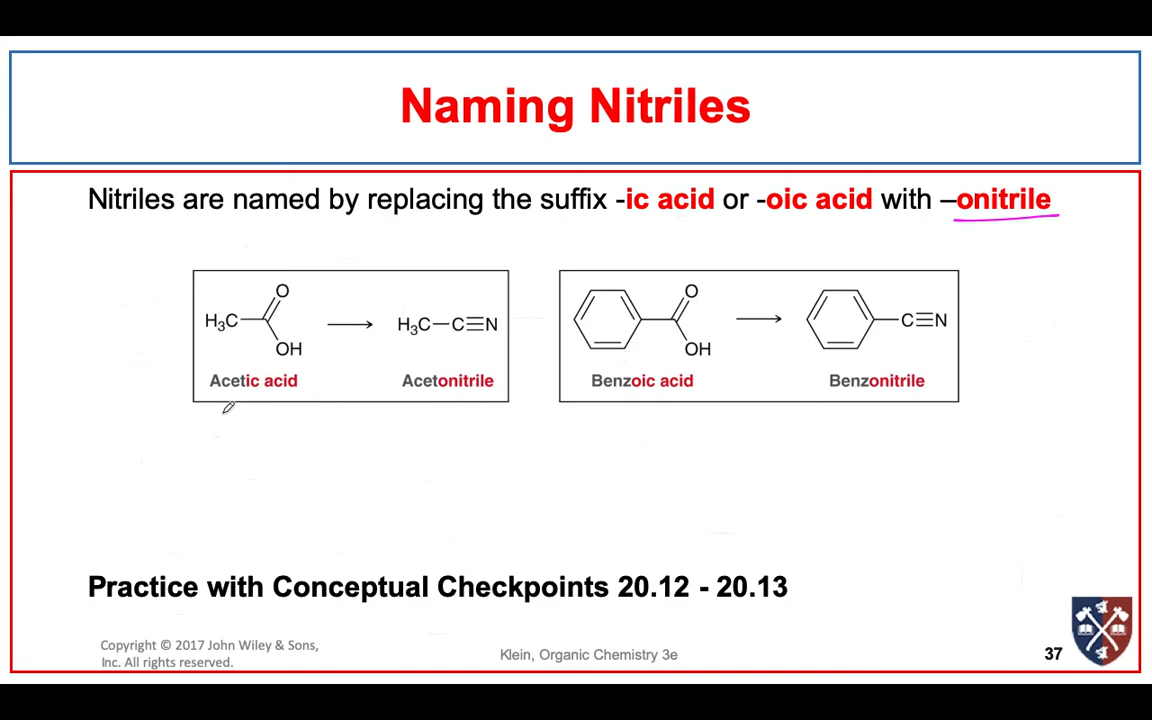 Naming Nitriles
Nitriles are named by replacing the suffix -ic acid or -oic acid with –onitrile
O
H₃C
OH
H₃C—C≡N
Acetic acid
Acetonitrile
O
OH
C≡N
Benzoic acid
Benzonitrile
Practice with Conceptual Checkpoints 20.12 - 20.13
Copyright © 2017 John Wiley & Sons,
Inc. All rights reserved.
Klein, Organic Chemistry 3e
37